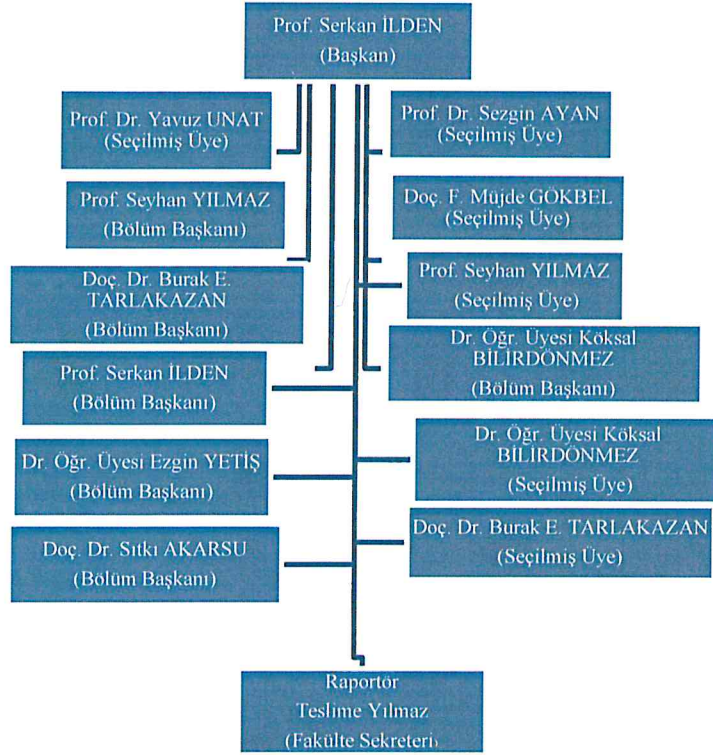 Prof. Serkan İLDEN
(Başkan)
Prof. Dr. Yavuz UNAT
(Seçilmiş Üye)
Prof. Dr. Sezgin AYAN
(Seçilmiş Üye)
Prof. Seyhan YILMAZ
(Bölüm Başkanı)
Doç. F. Müjde GÖKBEL
(Seçilmiş Üye)
Doç. Dr. Burak E.
TARLAKAZAN
(Bölüm Başkanı)
Prof. Seyhan YILMAZ
(Seçilmiş Üye)
Prof. Serkan İLDEN
(Bölüm Başkanı)
Dr. Öğr. Üyesi Köksal
BİLİRDÖNMEZ
(Bölüm Başkanı)
Dr. Öğr. Üyesi Ezgin YETİŞ
(Bölüm Başkanı)
Dr. Öğr. Üyesi Köksal
BİLİRDÖNMEZ
(Seçilmiş Üye)
Doç. Dr. Sıtkı AKARSU
(Bölüm Başkanı)
Doç. Dr. Burak E. TARLAKAZAN
(Seçilmiş Üye)
Raportör
Teslime Yılmaz
(Fakülte Sekreteri)